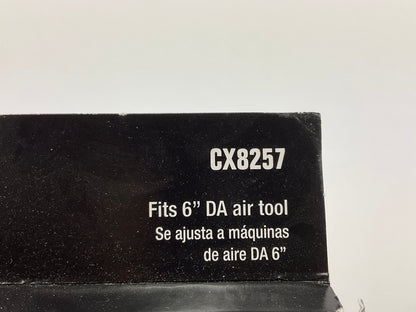 CX8257
Fits 6” DA air tool
Se ajusta a máquinas
de aire DA 6”